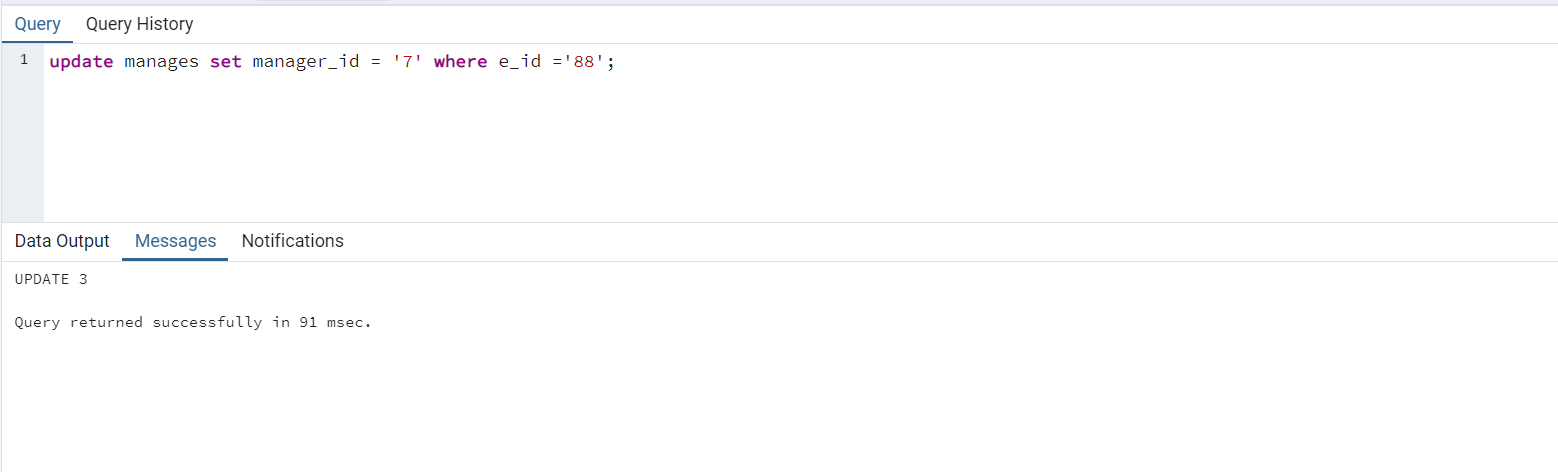 Query Query History
1 update manages set manager_id = '7' where e_id ='88';
Data Output Messages Notifications
UPDATE 3
Query returned successfully in 91 msec.